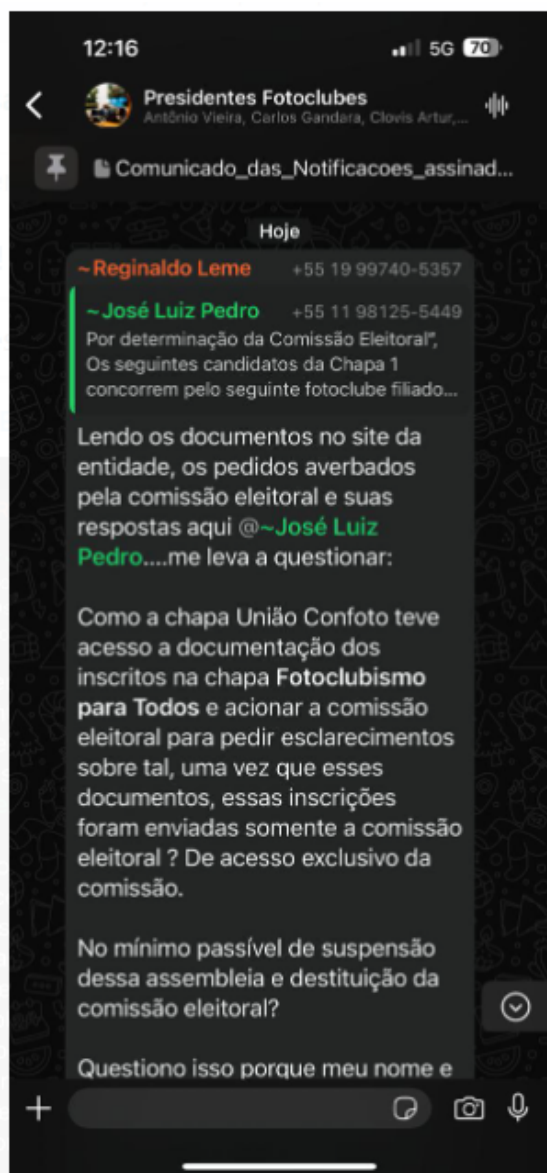 12:16
5G 70
Presidentes Fotoclubes
Antônio Vieira, Carlos Gandara, Clovis Artur,...
Comunicado_das_Notificacoes_assinad...
Hoje
~Reginaldo Leme +55 19 99740-5357
~José Luiz Pedro +55 11 98125-5449
Por determinação da Comissão Eleitoral",
Os seguintes candidatos da Chapa 1
concorrem pelo seguinte fotoclube filiado...
Lendo os documentos no site da
entidade, os pedidos averbados
pela comissão eleitoral e suas
respostas aqui @~José Luiz
Pedro....me leva a questionar:
Como a chapa União Confoto teve
acesso a documentação dos
inscritos na chapa Fotoclubismo
para Todos e acionar a comissão
eleitoral para pedir esclarecimentos
sobre tal, uma vez que esses
documentos, essas inscrições
foram enviadas somente a comissão
eleitoral ? De acesso exclusivo da
comissão.
No mínimo passível de suspensão
dessa assembleia e destituição da
comissão eleitoral?
Questiono isso porque meu nome e